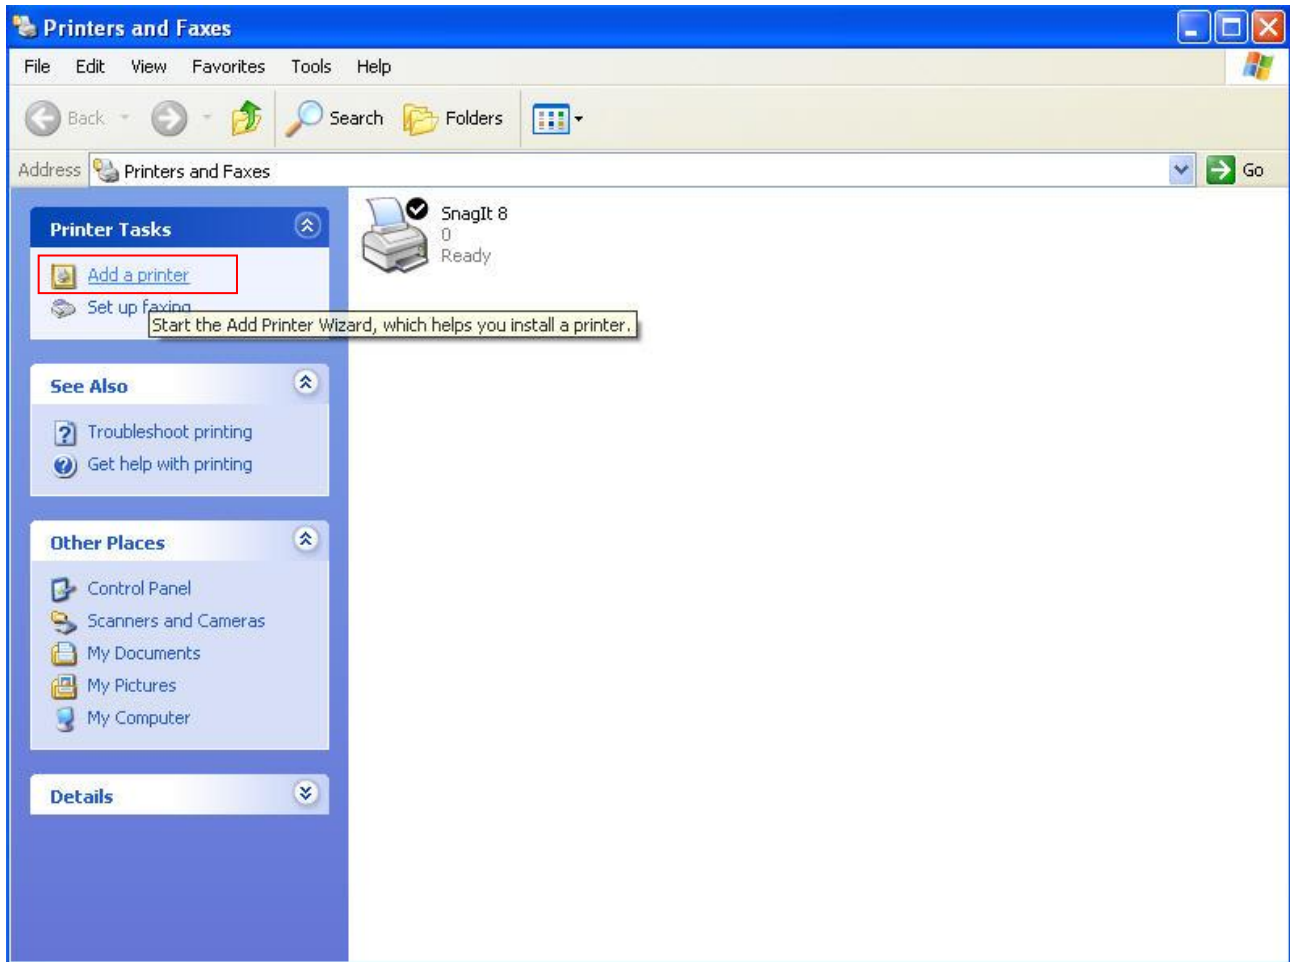 Printers and Faxes
File Edit View Favorites Tools Help
Back Search Folders
Address Printers and Faxes Go
Printer Tasks
Add a printer
Set up faxing
Start the Add Printer Wizard, which helps you install a printer.
See Also
Troubleshoot printing
Get help with printing
Other Places
Control Panel
Scanners and Cameras
My Documents
My Pictures
My Computer
Details
SnagIt 8
0
Ready